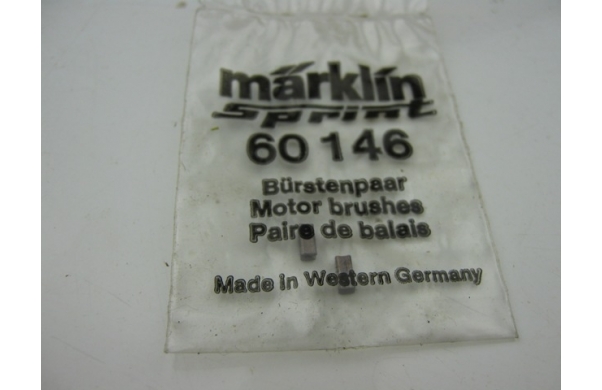 märklin
sprint
60 146
Bürstenpaar
Motor brushes
Paire de balais
Made in Western Germany